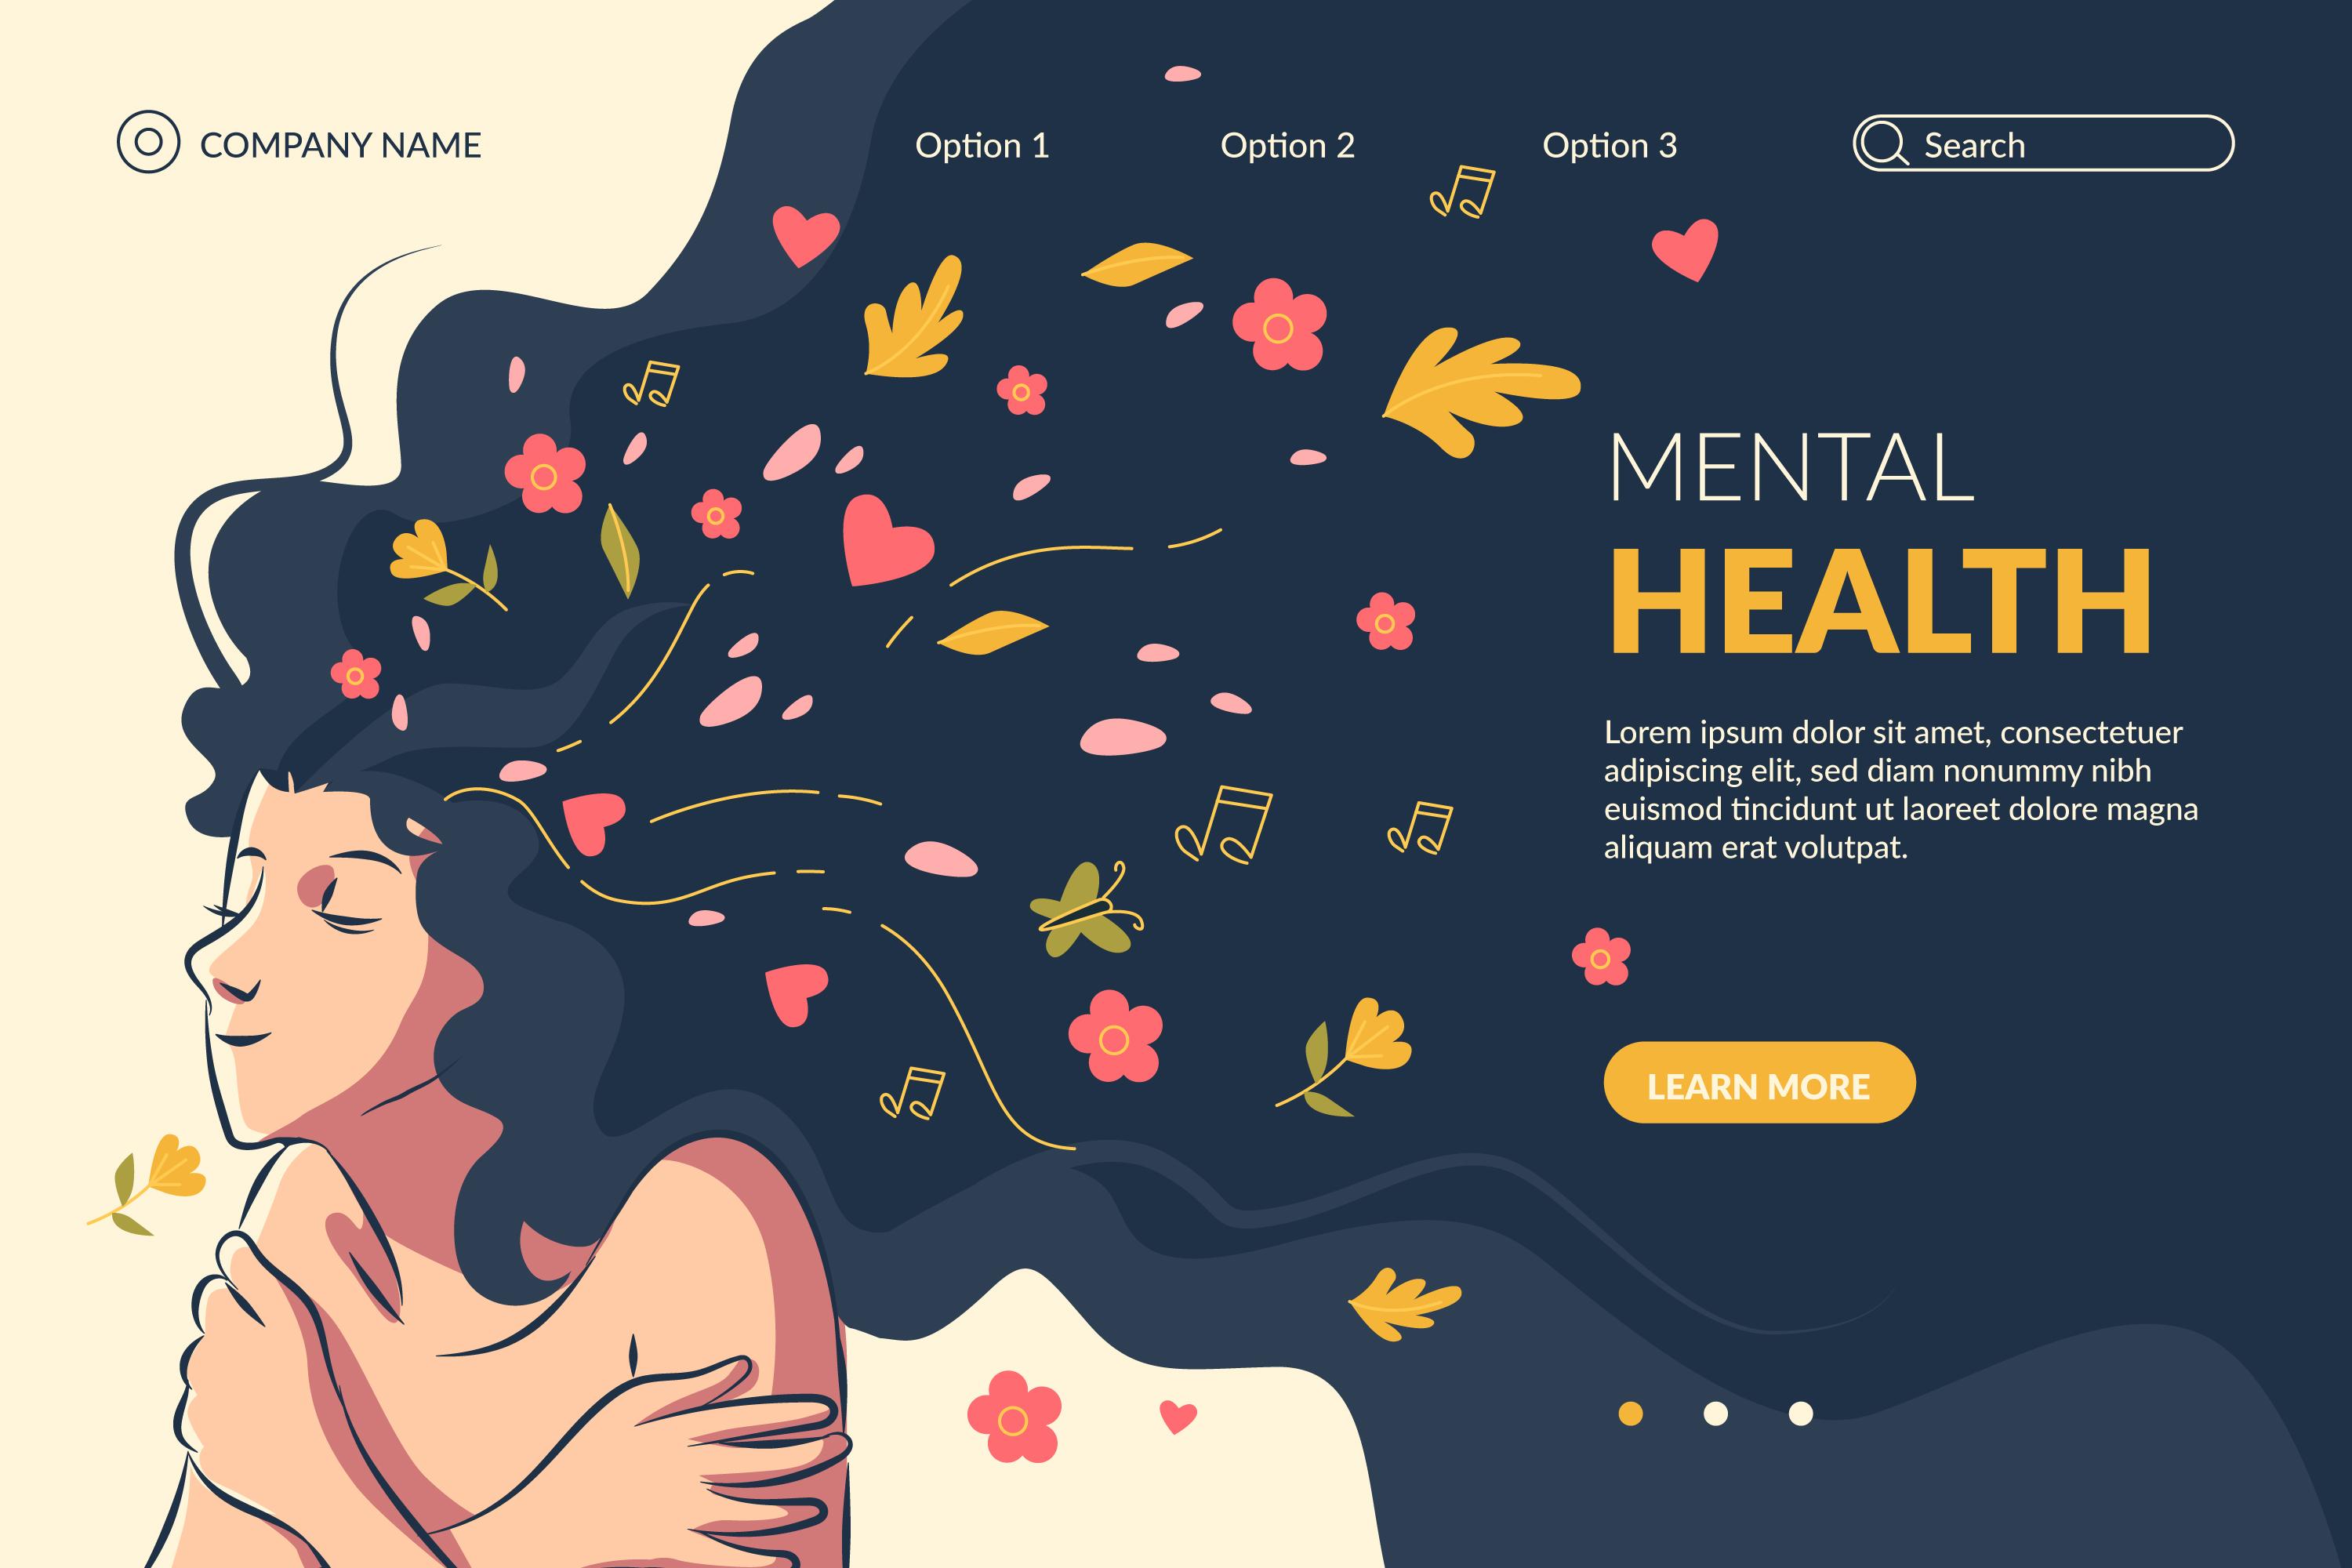 COMPANY NAME
Option 1
Option 2
Option 3
Search
MENTAL
HEALTH
Lorem ipsum dolor sit amet, consectetuer
adipiscing elit, sed diam nonummy nibh
euismod tincidunt ut laoreet dolore magna
aliquam erat volutpat.
LEARN MORE